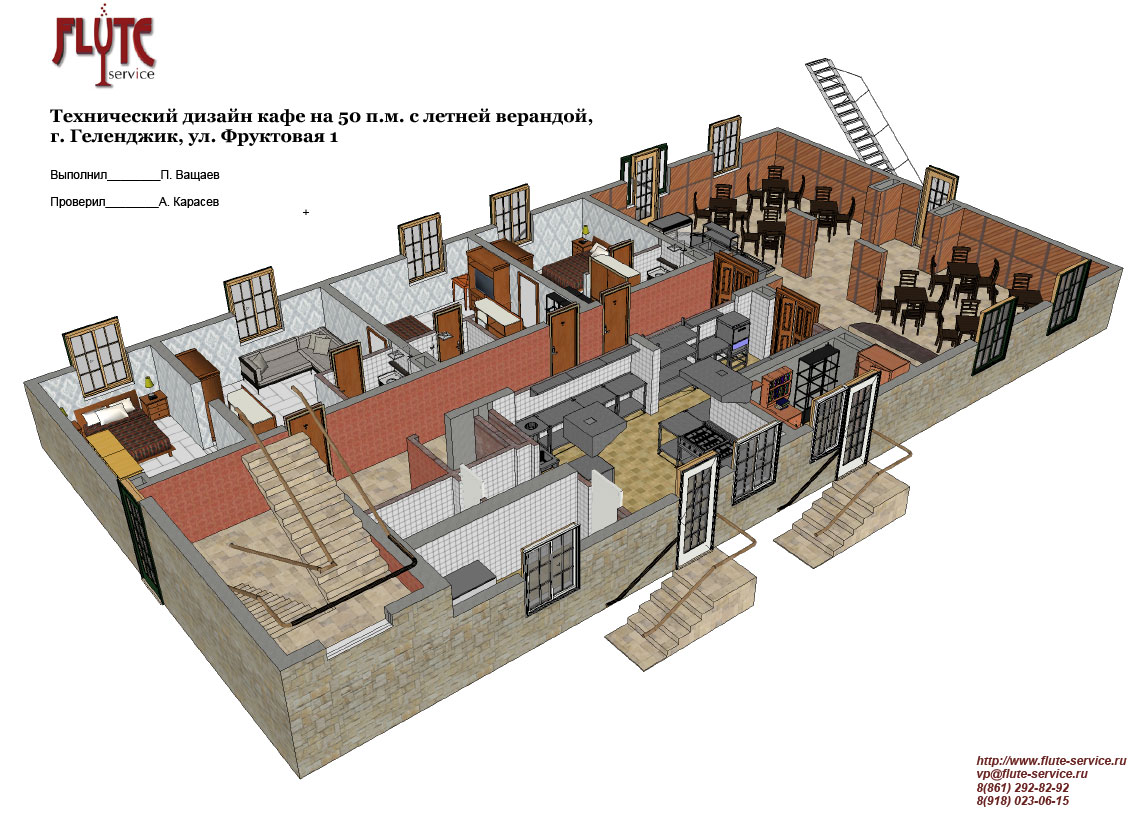 FLUTE
service
Технический дизайн кафе на 50 п.м. с летней верандой,
г. Геленджик, ул. Фруктовая 1
Выполнил________П. Ващаев
Проверил________А. Карасев
http://www.flute-service.ru
vp@flute-service.ru
8(861) 292-82-92
8(918) 023-06-15